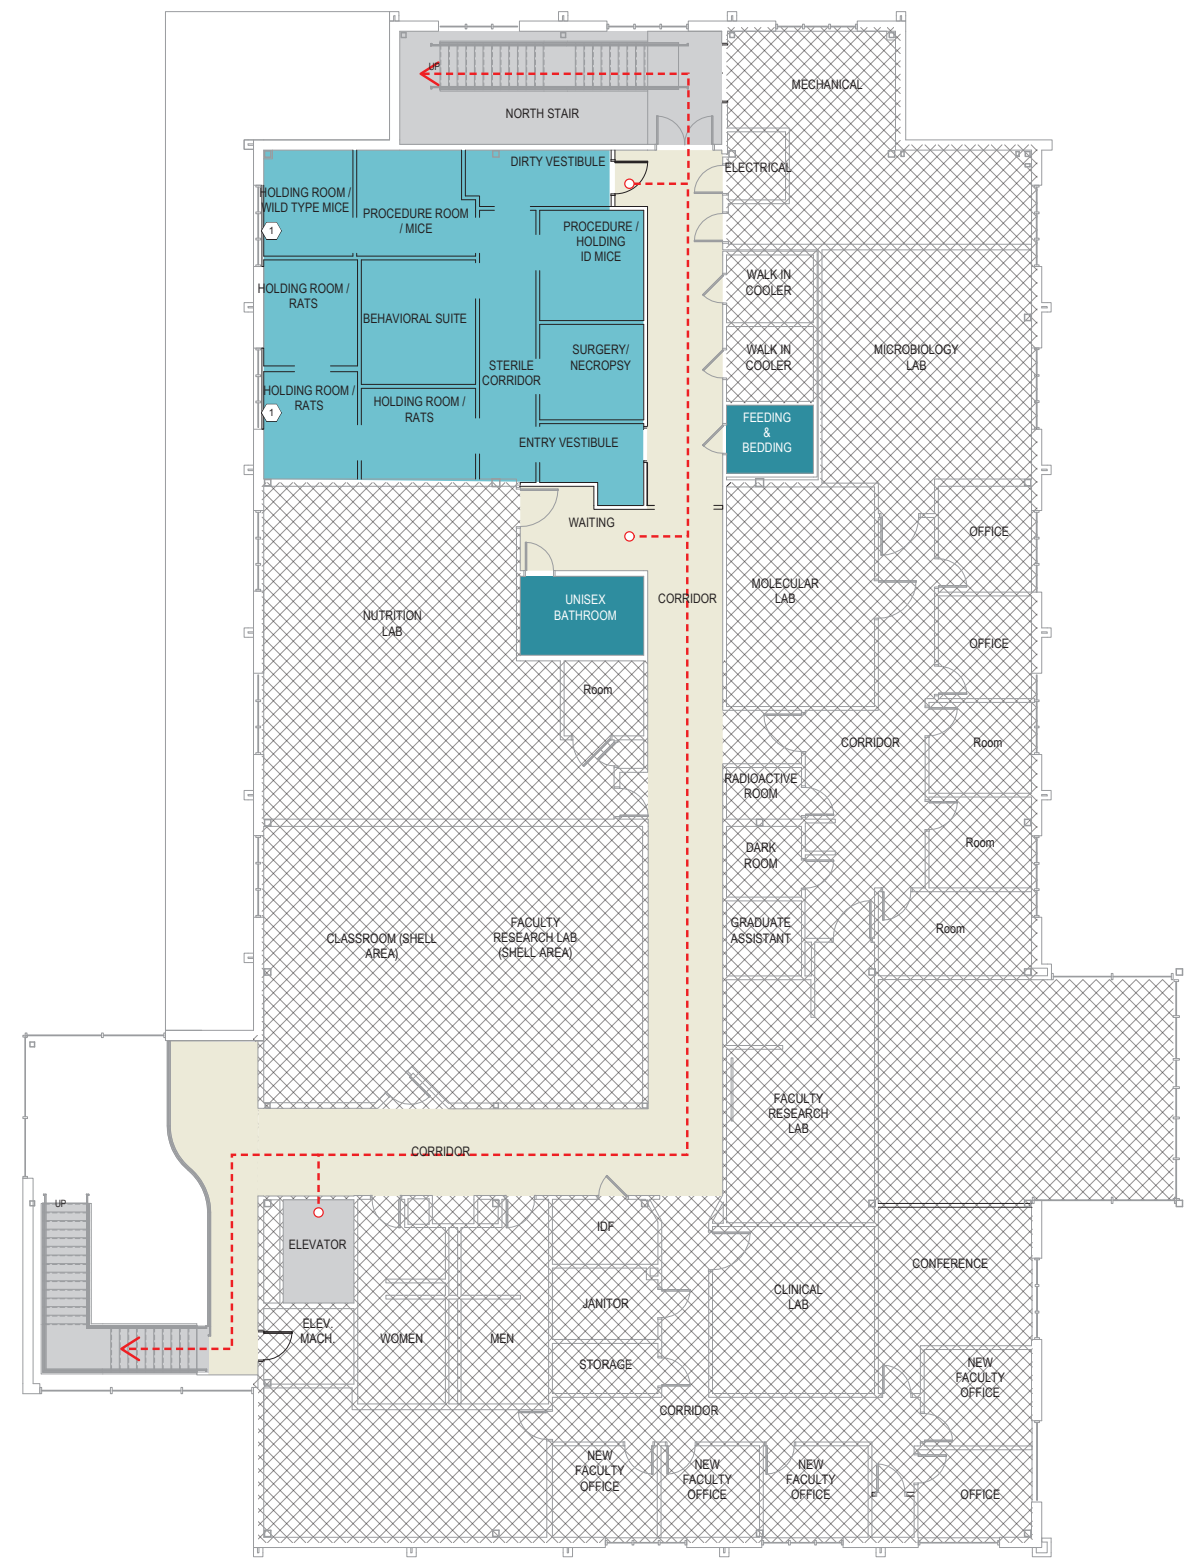 UP
MECHANICAL
NORTH STAIR
DIRTY VESTIBULE
ELECTRICAL
HOLDING ROOM /
WILD TYPE MICE
PROCEDURE ROOM
/ MICE
PROCEDURE /
HOLDING
ID MICE
1
WALK IN
COOLER
HOLDING ROOM /
RATS
BEHAVIORAL SUITE
SURGERY/
NECROPSY
WALK IN
COOLER
MICROBIOLOGY
LAB
STERILE
CORRIDOR
HOLDING ROOM /
RATS
HOLDING ROOM /
RATS
1
FEEDING
&
BEDDING
ENTRY VESTIBULE
WAITING
OFFICE
MOLECULAR
LAB
UNISEX
BATHROOM
CORRIDOR
NUTRITION
LAB
OFFICE
Room
CORRIDOR
Room
RADIOACTIVE
ROOM
DARK
ROOM
Room
GRADUATE
ASSISTANT
Room
CLASSROOM (SHELL
AREA)
FACULTY
RESEARCH LAB
(SHELL AREA)
FACULTY
RESEARCH
LAB
CORRIDOR
UP
ELEVATOR
IDF
CONFERENCE
JANITOR
CLINICAL
LAB
ELEV.
MACH.
WOMEN
MEN
STORAGE
NEW
FACULTY
OFFICE
CORRIDOR
NEW
FACULTY
OFFICE
NEW
FACULTY
OFFICE
NEW
FACULTY
OFFICE
OFFICE